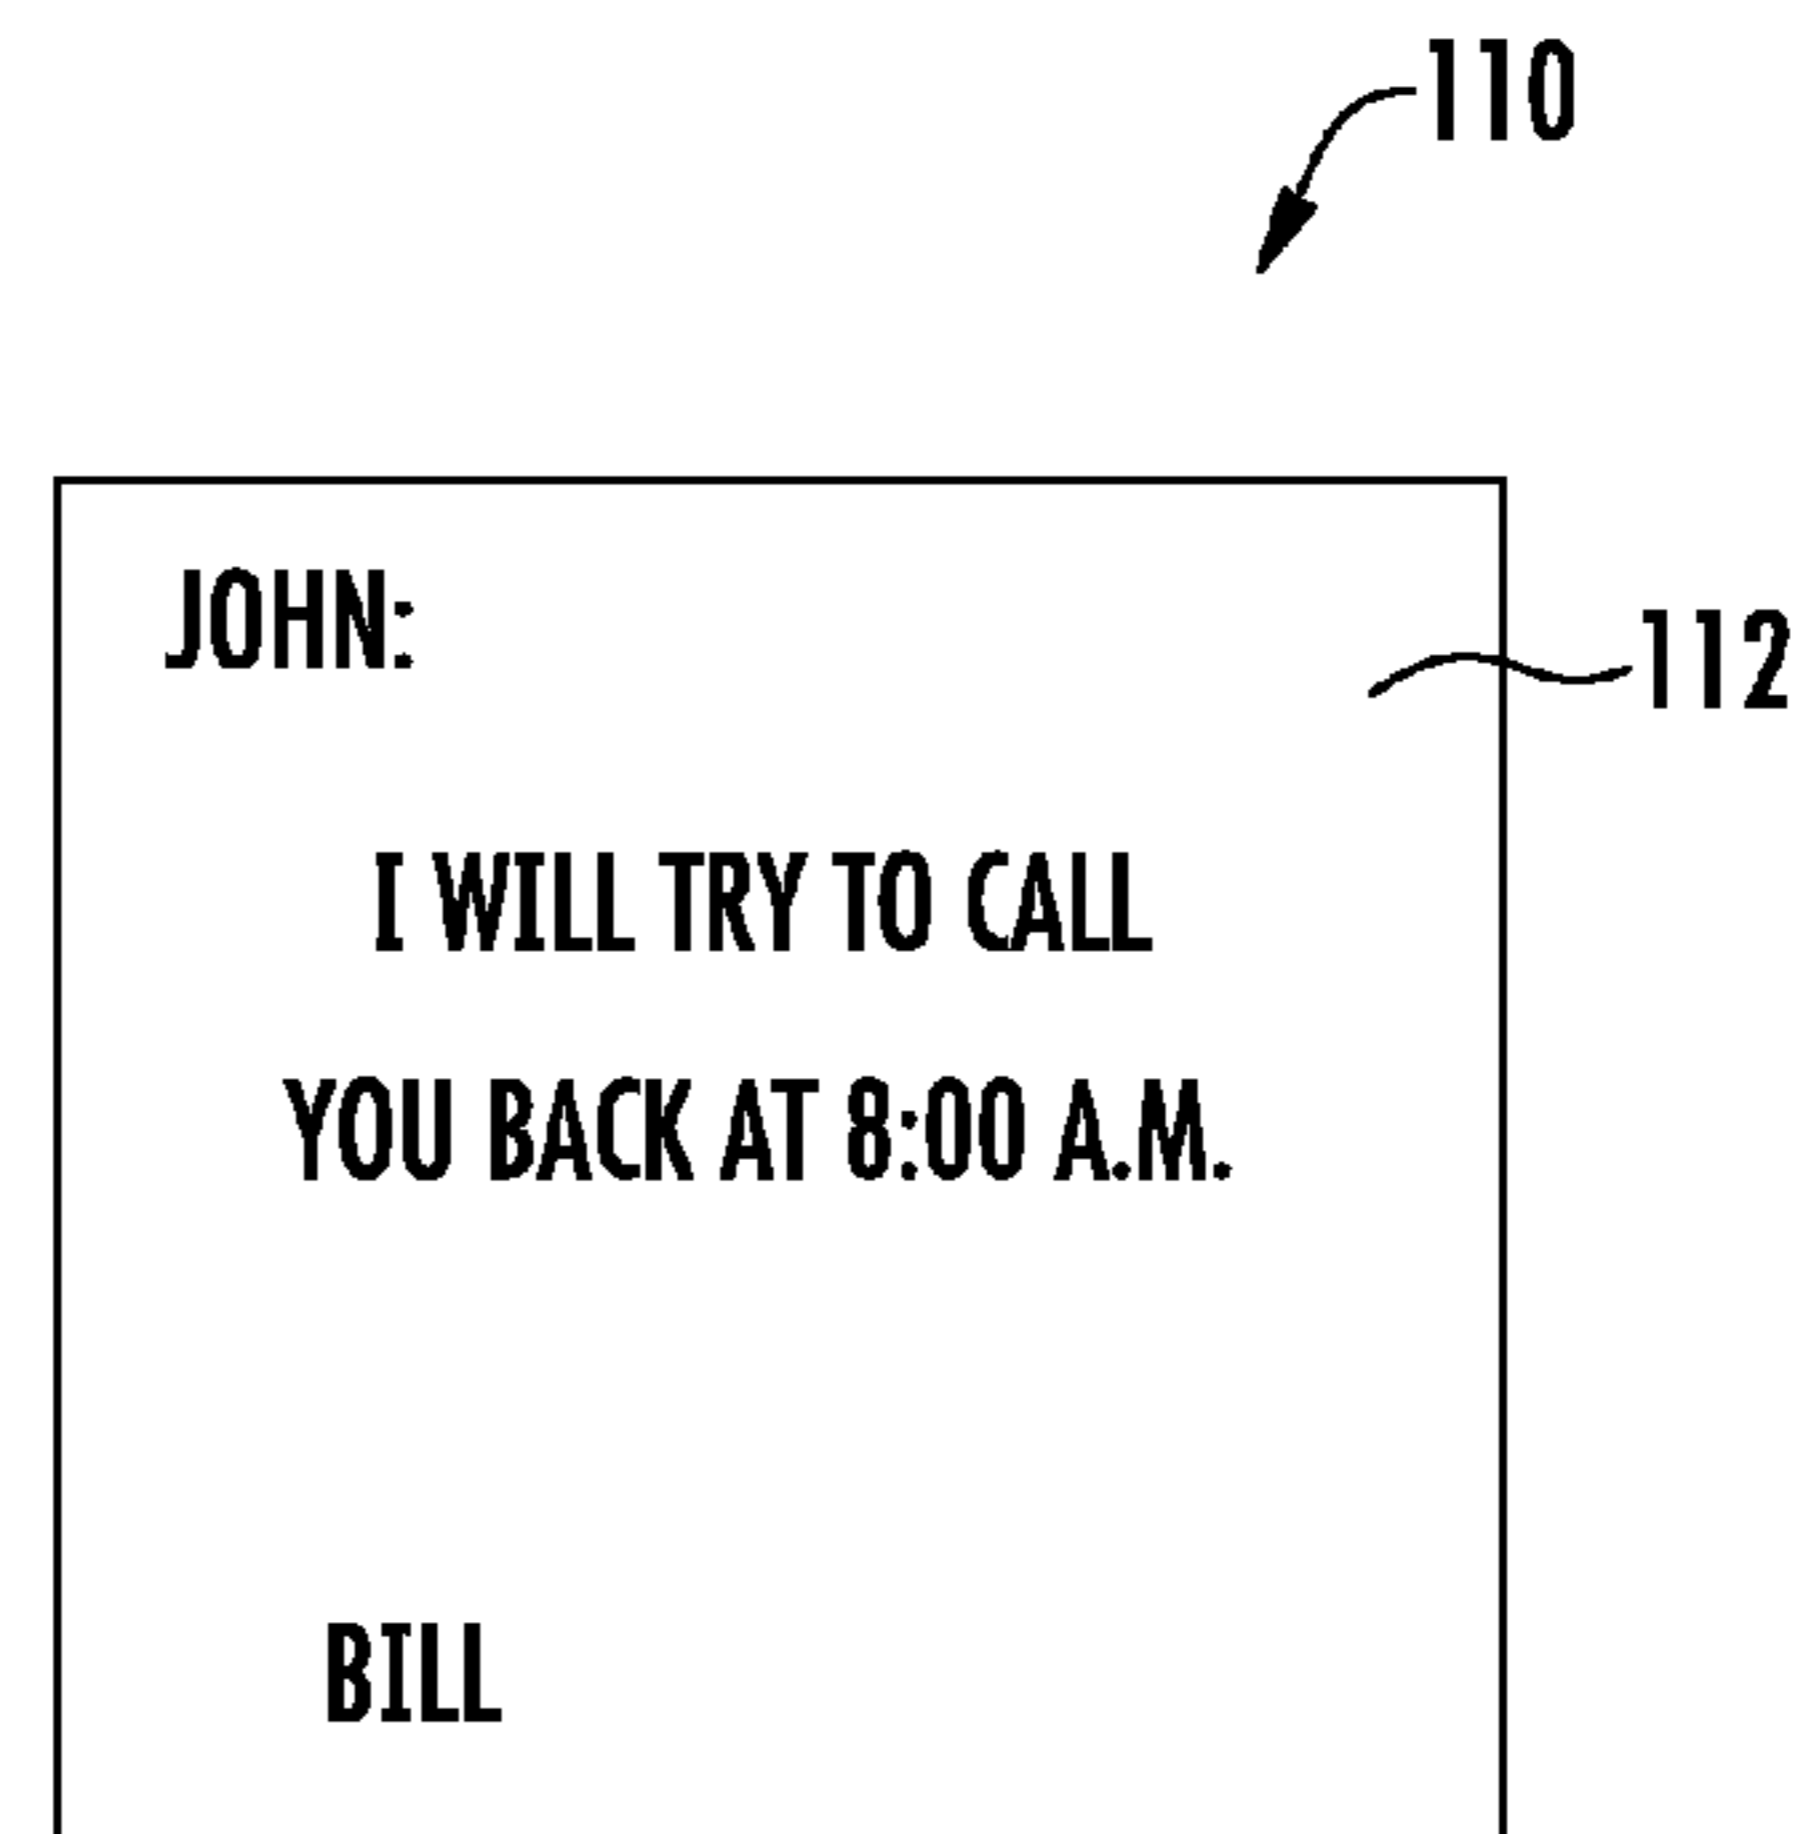 110
JOHN:
112
I WILL TRY TO CALL
YOU BACK AT 8:00 A.M.
BILL